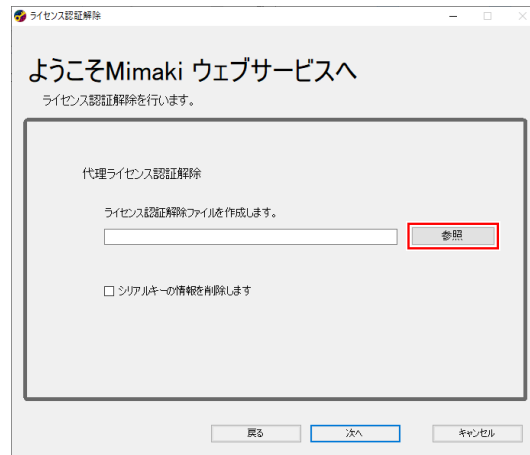 ライセンス認証解除
ようこそMimaki ウェブサービスへ
ライセンス認証解除を行います。
代理ライセンス認証解除
ライセンス認証解除ファイルを作成します。
参照
シリアルキーの情報を削除します
戻る
次へ
キャンセル